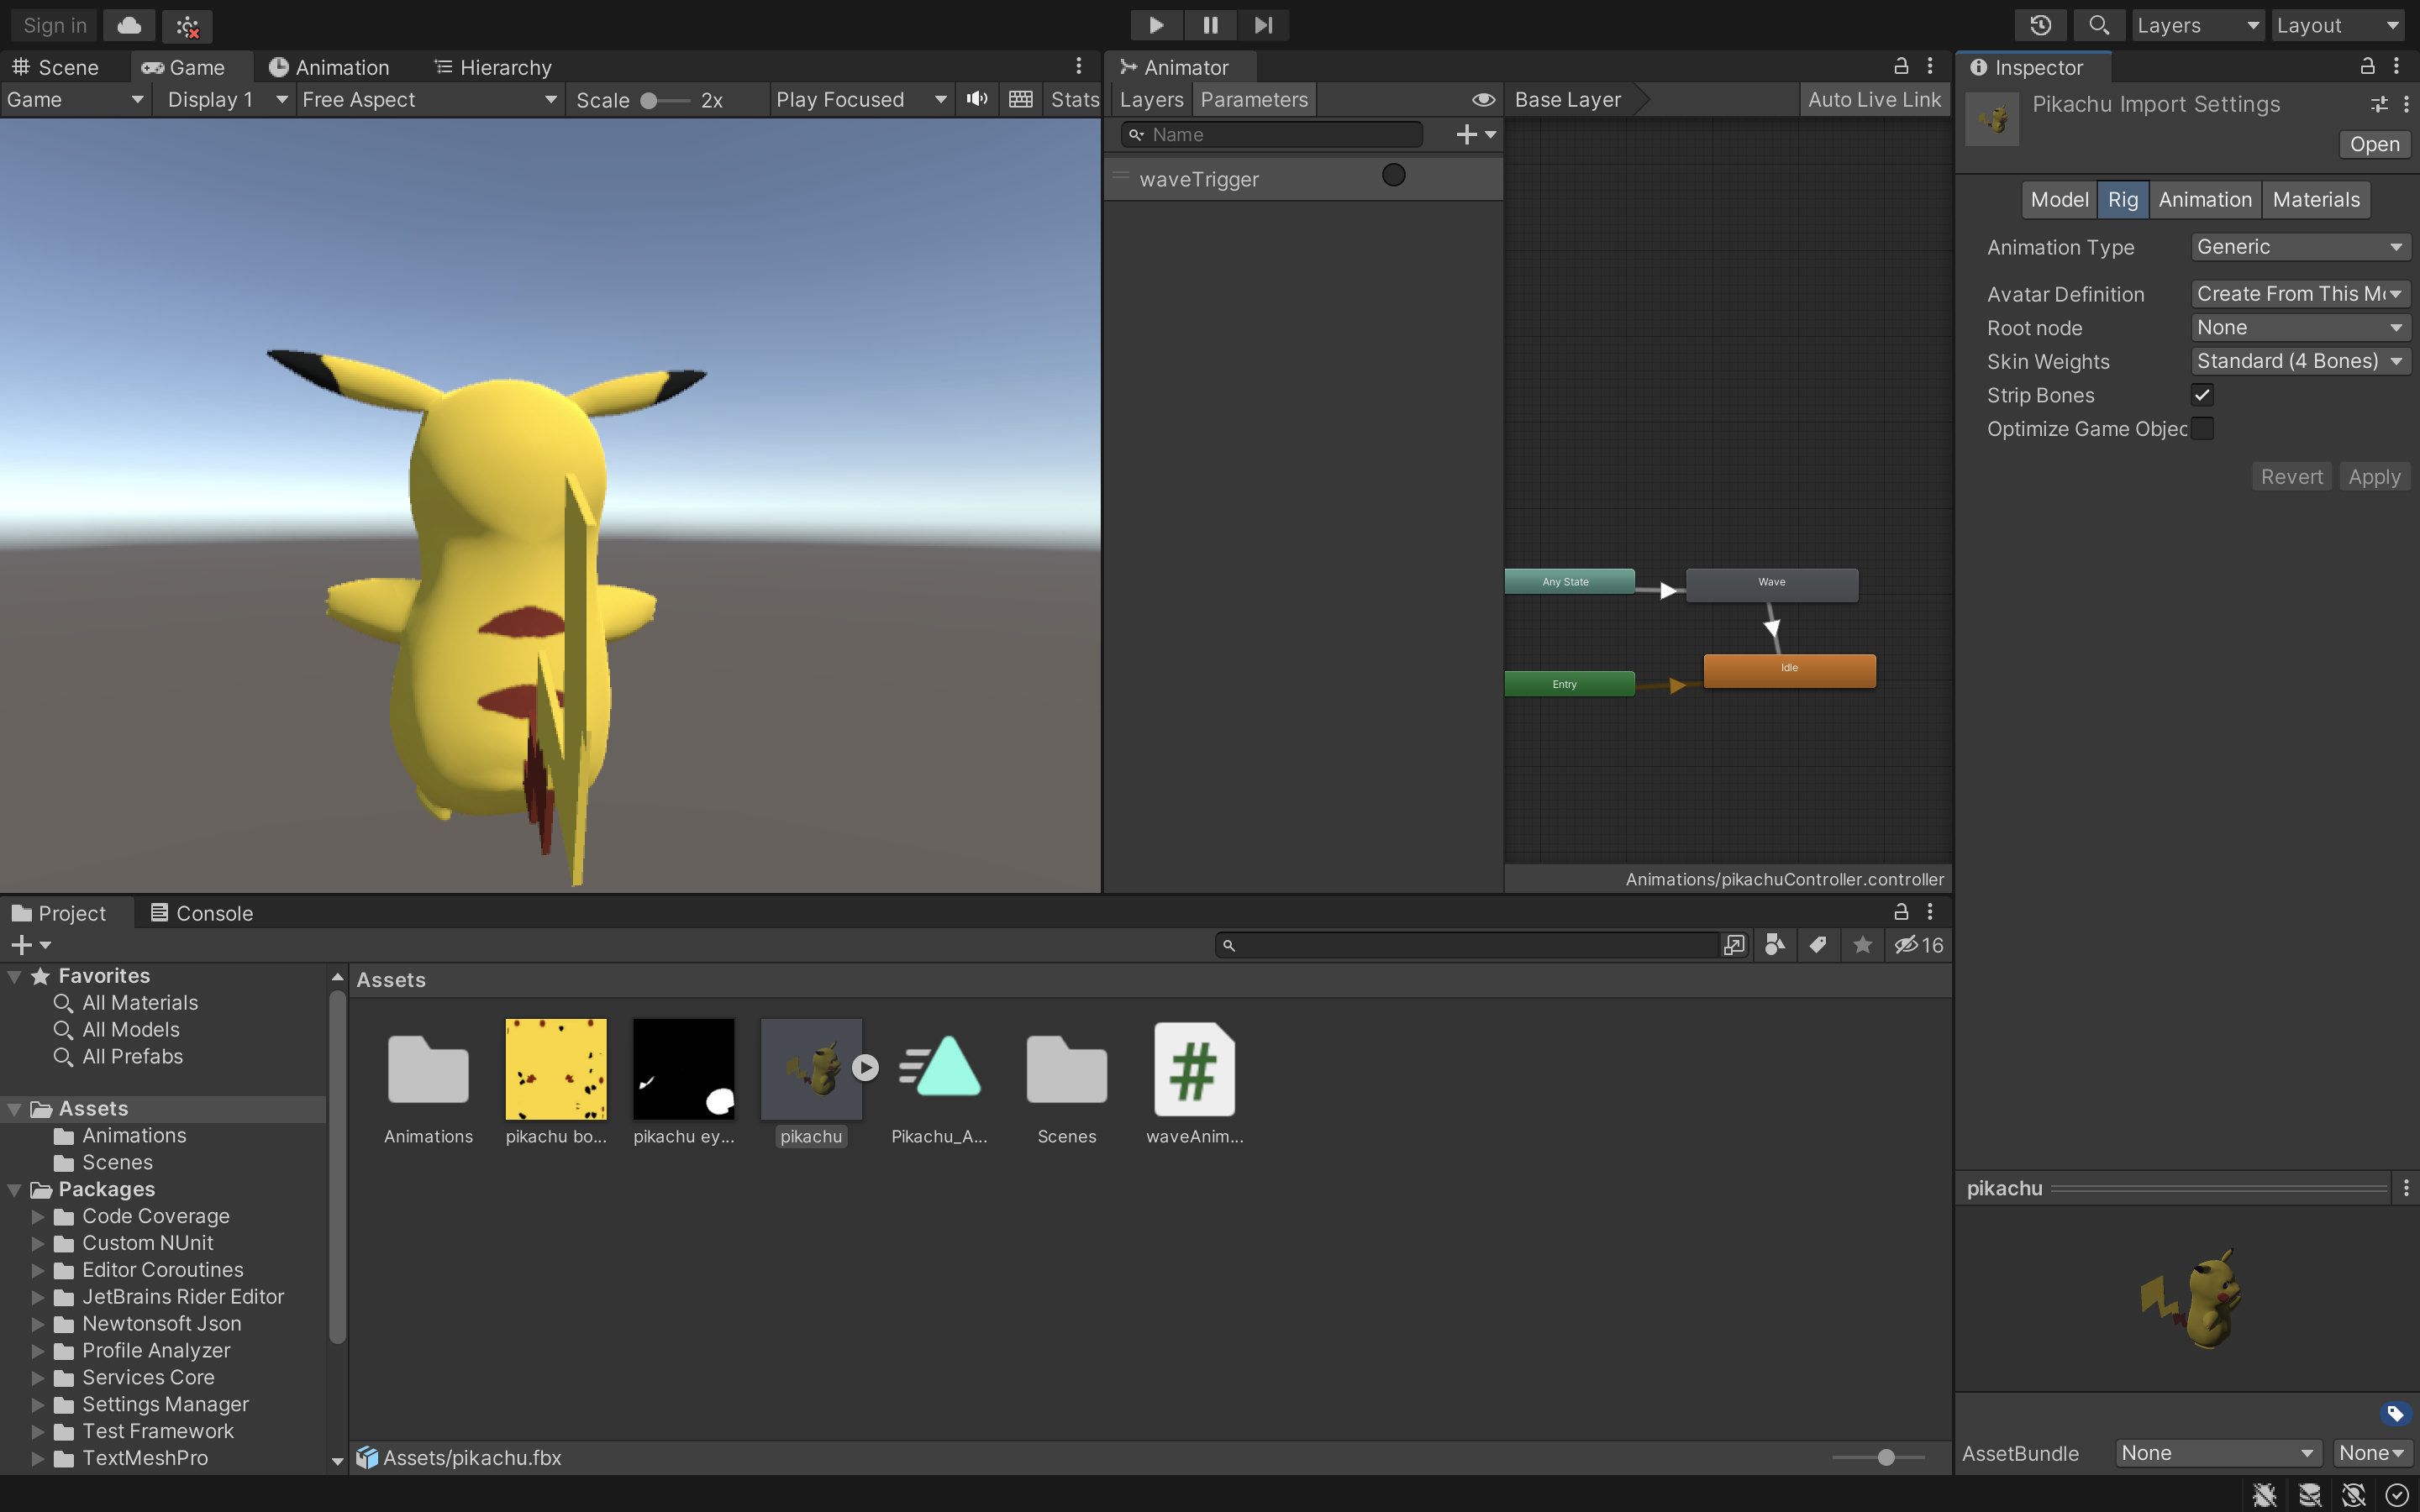 Sign in
Layers
Layout
Scene
Game
Animation
Hierarchy
Animator
Inspector
Game
Display 1
Free Aspect
Scale
2x
Play Focused
Stats
Layers
Parameters
Base Layer
Auto Live Link
Name
waveTrigger
Any State
Wave
Idle
Entry
Animations/pikachuController.controller
Pikachu Import Settings
Open
Model
Rig
Animation
Materials
Animation Type
Generic
Avatar Definition
Create From This M
Root node
None
Skin Weights
Standard (4 Bones)
Strip Bones
Optimize Game Objec
Revert
Apply
Project
Console
16
Favorites
All Materials
All Models
All Prefabs
Assets
Animations
Scenes
Packages
Code Coverage
Custom NUnit
Editor Coroutines
JetBrains Rider Editor
Newtonsoft Json
Profile Analyzer
Services Core
Settings Manager
Test Framework
TextMeshPro
Assets
Animations
pikachu bo...
pikachu ey...
pikachu
Pikachu_A...
Scenes
waveAnim...
Assets/pikachu.fbx
pikachu
AssetBundle
None
None